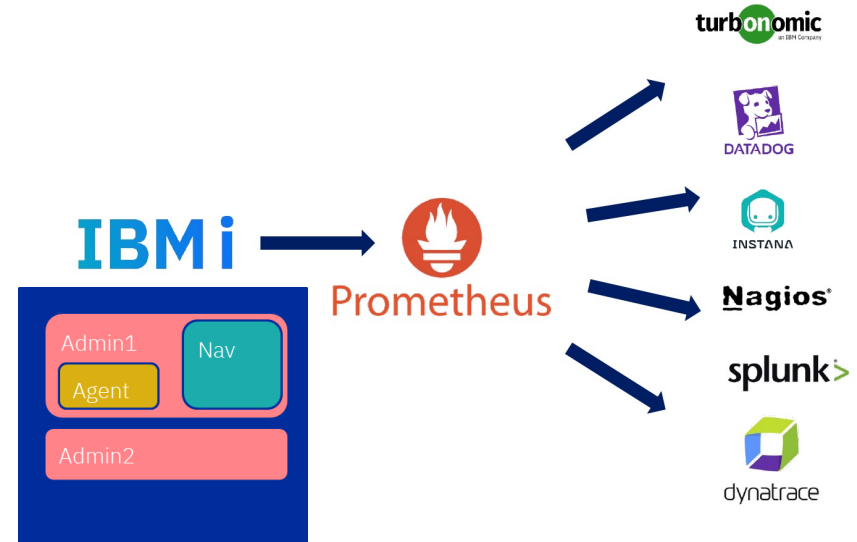 turbonomic
an IBM Company
DATADOG
INSTANA
IBM i
Prometheus
Nagios®
Admin1
Nav
Agent
splunk>
Admin2
dynatrace